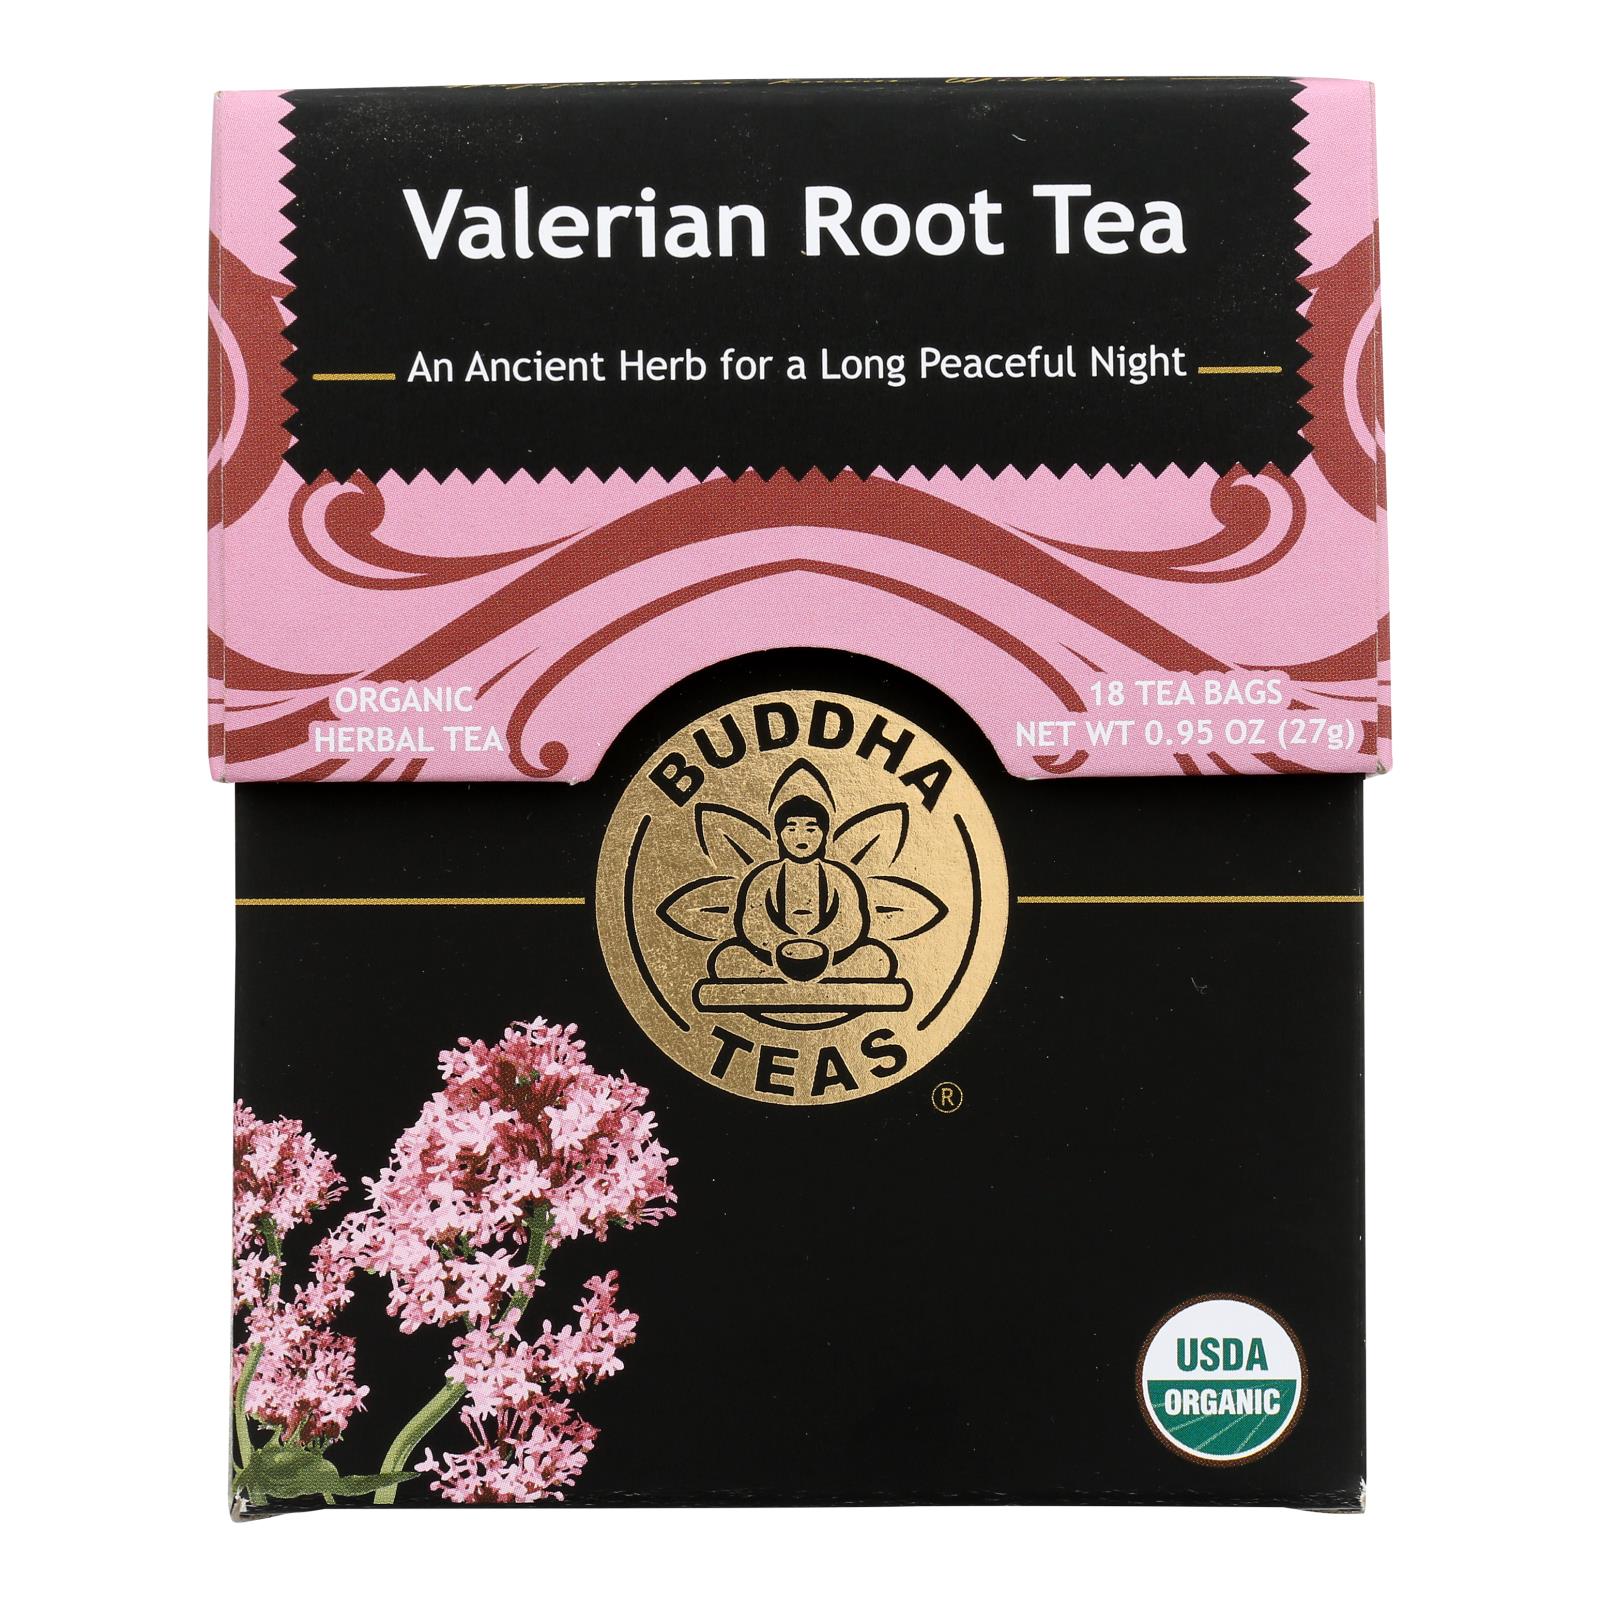 Valerian Root Tea
An Ancient Herb for a Long Peaceful Night
ORGANIC
HERBAL TEA
18 TEA BAGS
NET WT 0.95 OZ (27g)
BUDDHA
TEAS
®
USDA
ORGANIC